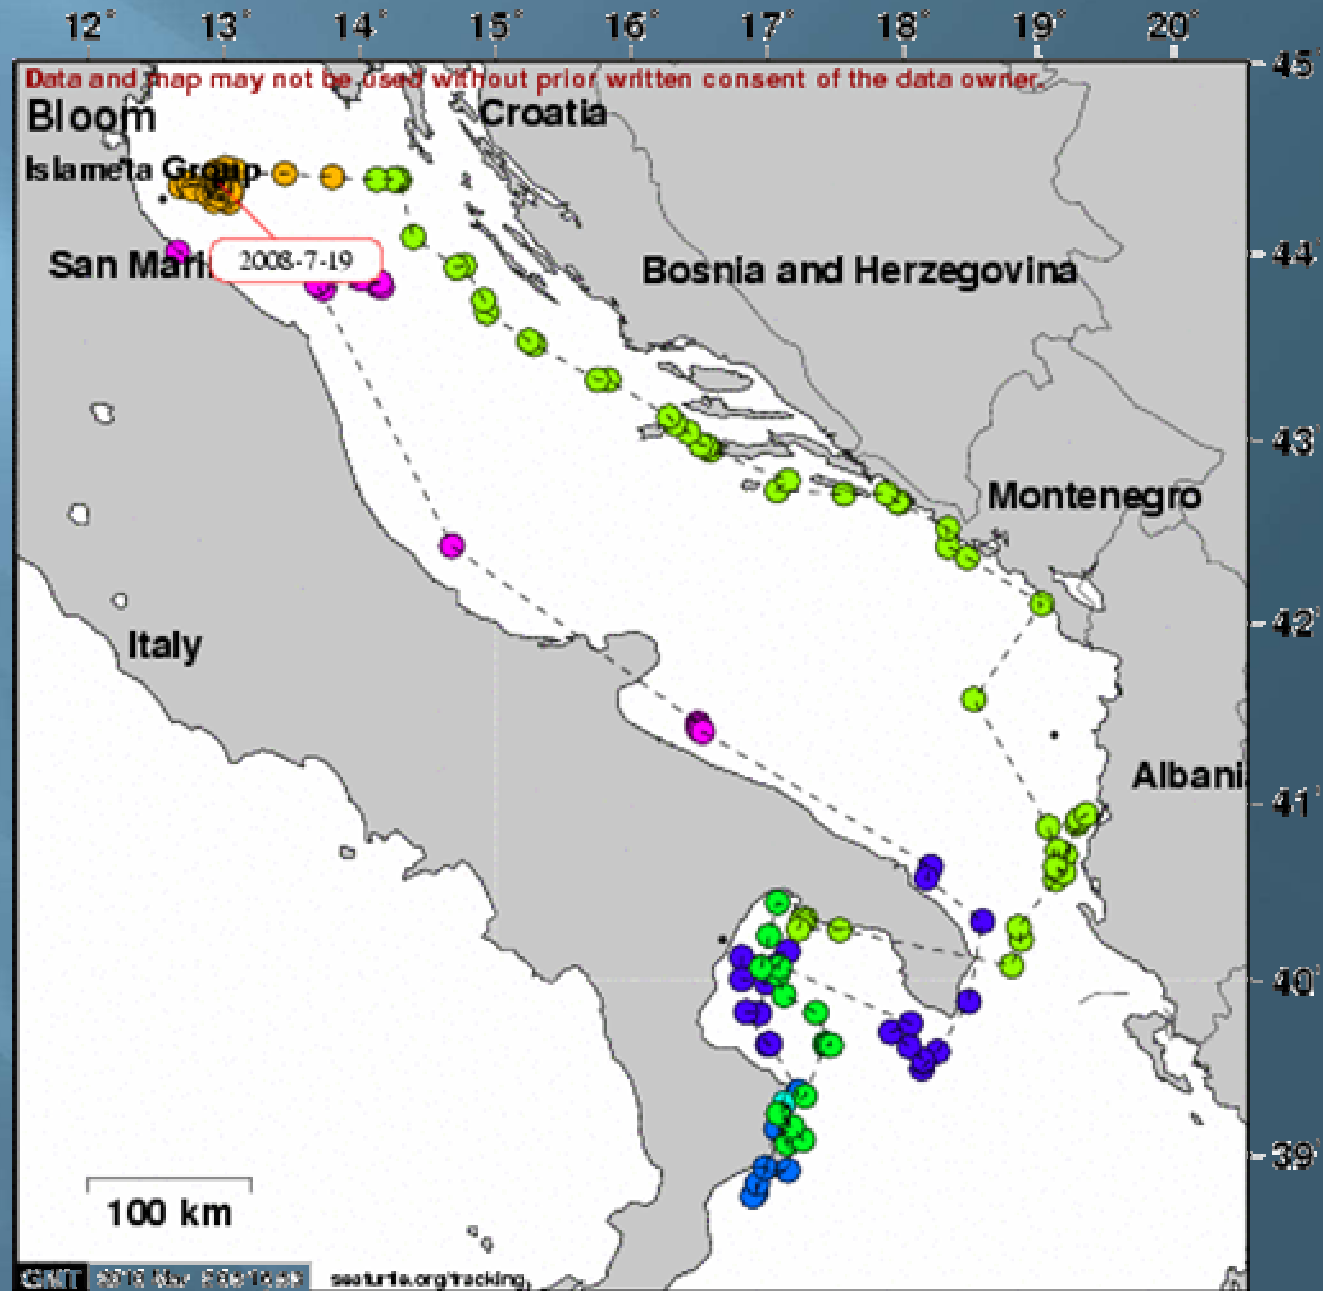 12° 13° 14° 15° 16° 17° 18° 19° 20°
45°
Data and map may not be used without prior written consent of the data owner.
Bloom
Croatia
Islameta Group
44°
San Mari
2008-7-19
Bosnia and Herzegovina
43°
Montenegro
42°
Italy
41°
Albani
40°
39°
100 km
GMT
seaturtle.org/tracking